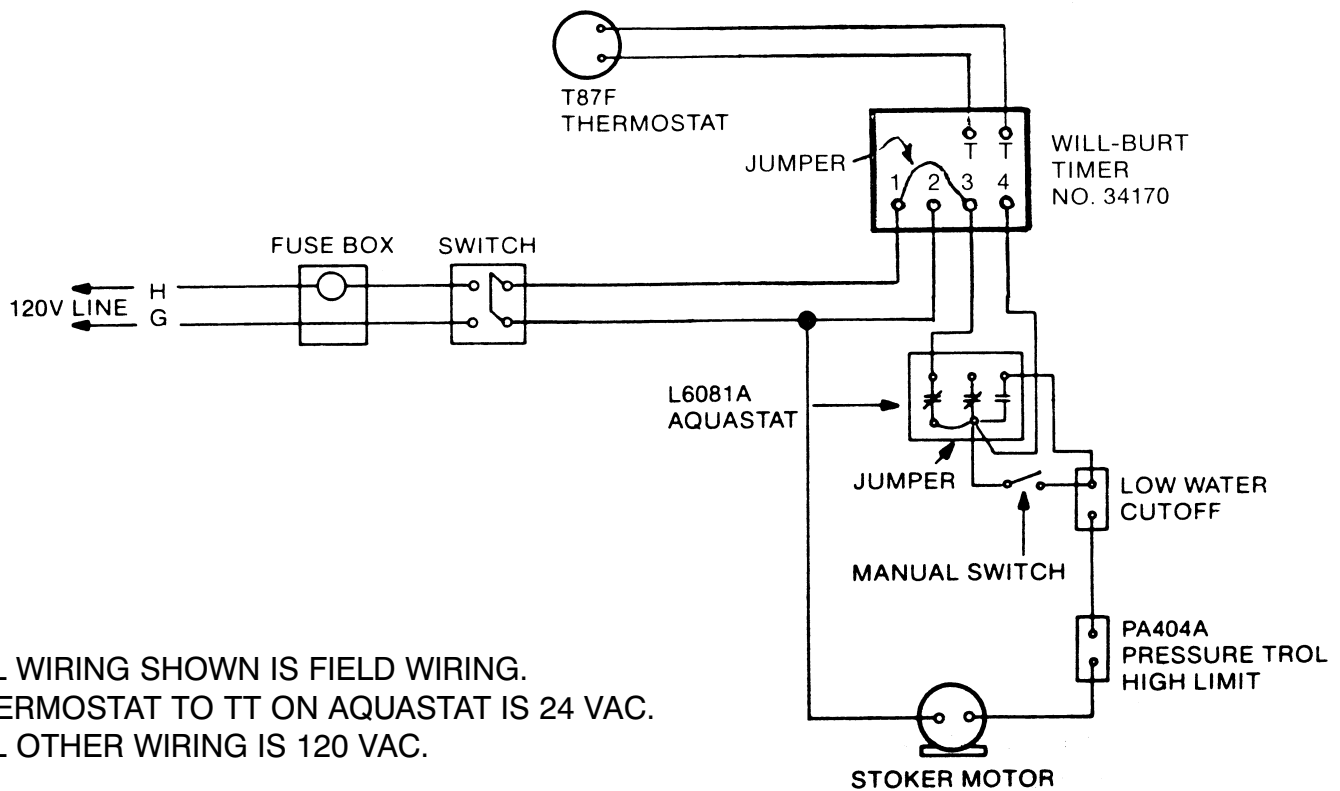 T87F
THERMOSTAT
JUMPER
T T
1 2 3 4
WILL-BURT
TIMER
NO. 34170
FUSE BOX
SWITCH
120V LINE
H
G
L6081A
AQUASTAT
JUMPER
LOW WATER
CUTOFF
MANUAL SWITCH
PA404A
PRESSURE TROL
HIGH LIMIT
L WIRING SHOWN IS FIELD WIRING.
ERMOSTAT TO TT ON AQUASTAT IS 24 VAC.
L OTHER WIRING IS 120 VAC.
STOKER MOTOR